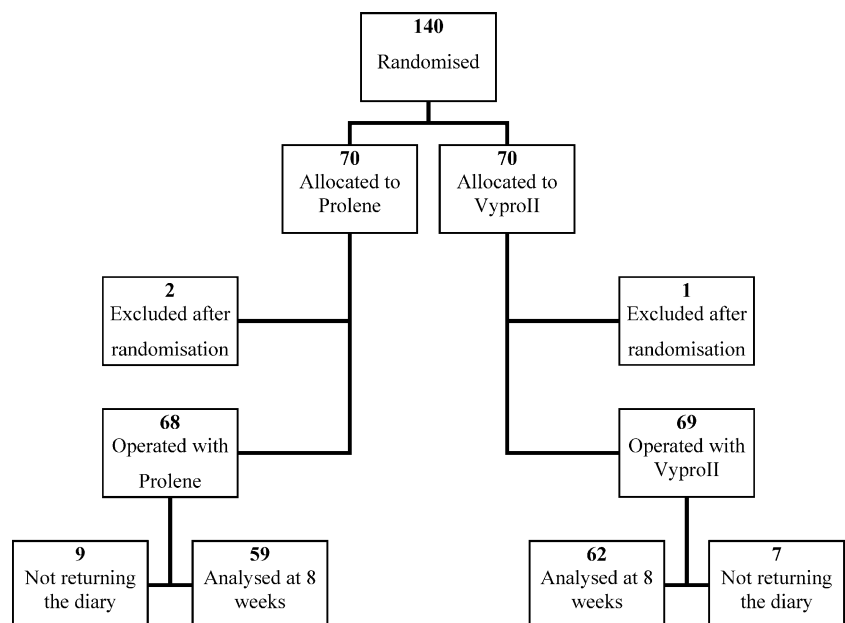 140
Randomised
70
Allocated to
Prolene
70
Allocated to
VyproII
2
Excluded after
randomisation
1
Excluded after
randomisation
68
Operated with
Prolene
69
Operated with
VyproII
9
Not returning
the diary
59
Analysed at 8
weeks
62
Analysed at 8
weeks
7
Not returning
the diary